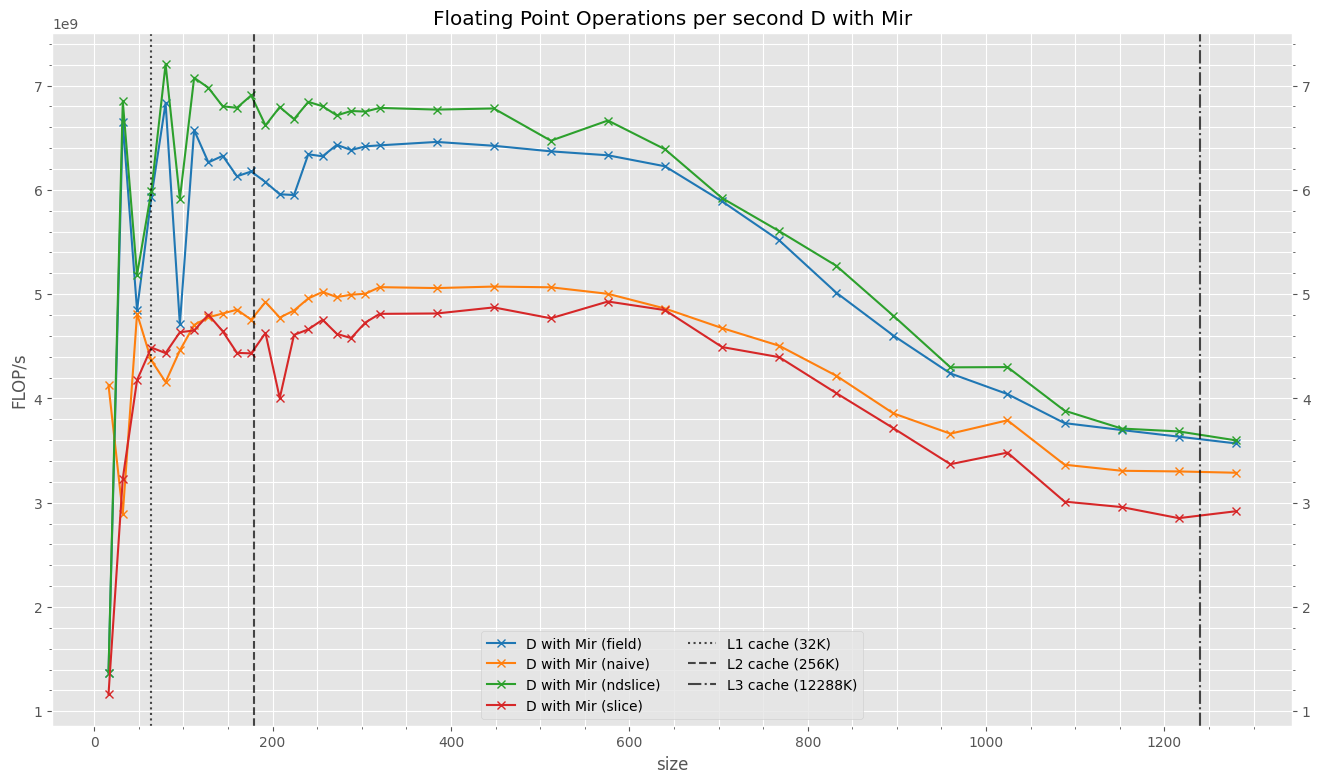 Floating Point Operations per second D with Mir
1e9
7
6
5
4
3
2
1
FLOP/s
7
6
5
4
3
2
1
0 200 400 600 800 1000 1200
size
D with Mir (field)
D with Mir (naive)
D with Mir (ndslice)
D with Mir (slice)
L1 cache (32K)
L2 cache (256K)
L3 cache (12288K)